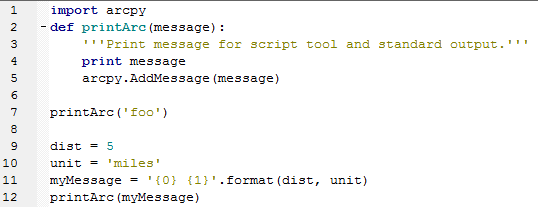 1 import arcpy
2 -def printArc(message):
3 '''Print message for script tool and standard output.'''
4 print message
5 arcpy.AddMessage(message)
6
7 printArc('foo')
8
9 dist = 5
10 unit = 'miles'
11 myMessage = '{0} {1}'.format(dist, unit)
12 printArc(myMessage)